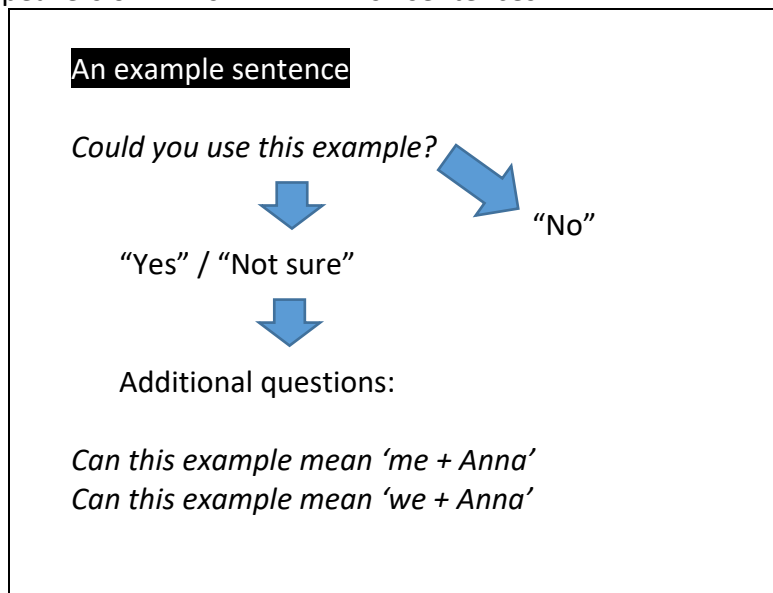 An example sentence
Could you use this example?
“No”
“Yes” / “Not sure”
Additional questions:
Can this example mean ‘me + Anna’
Can this example mean ‘we + Anna’